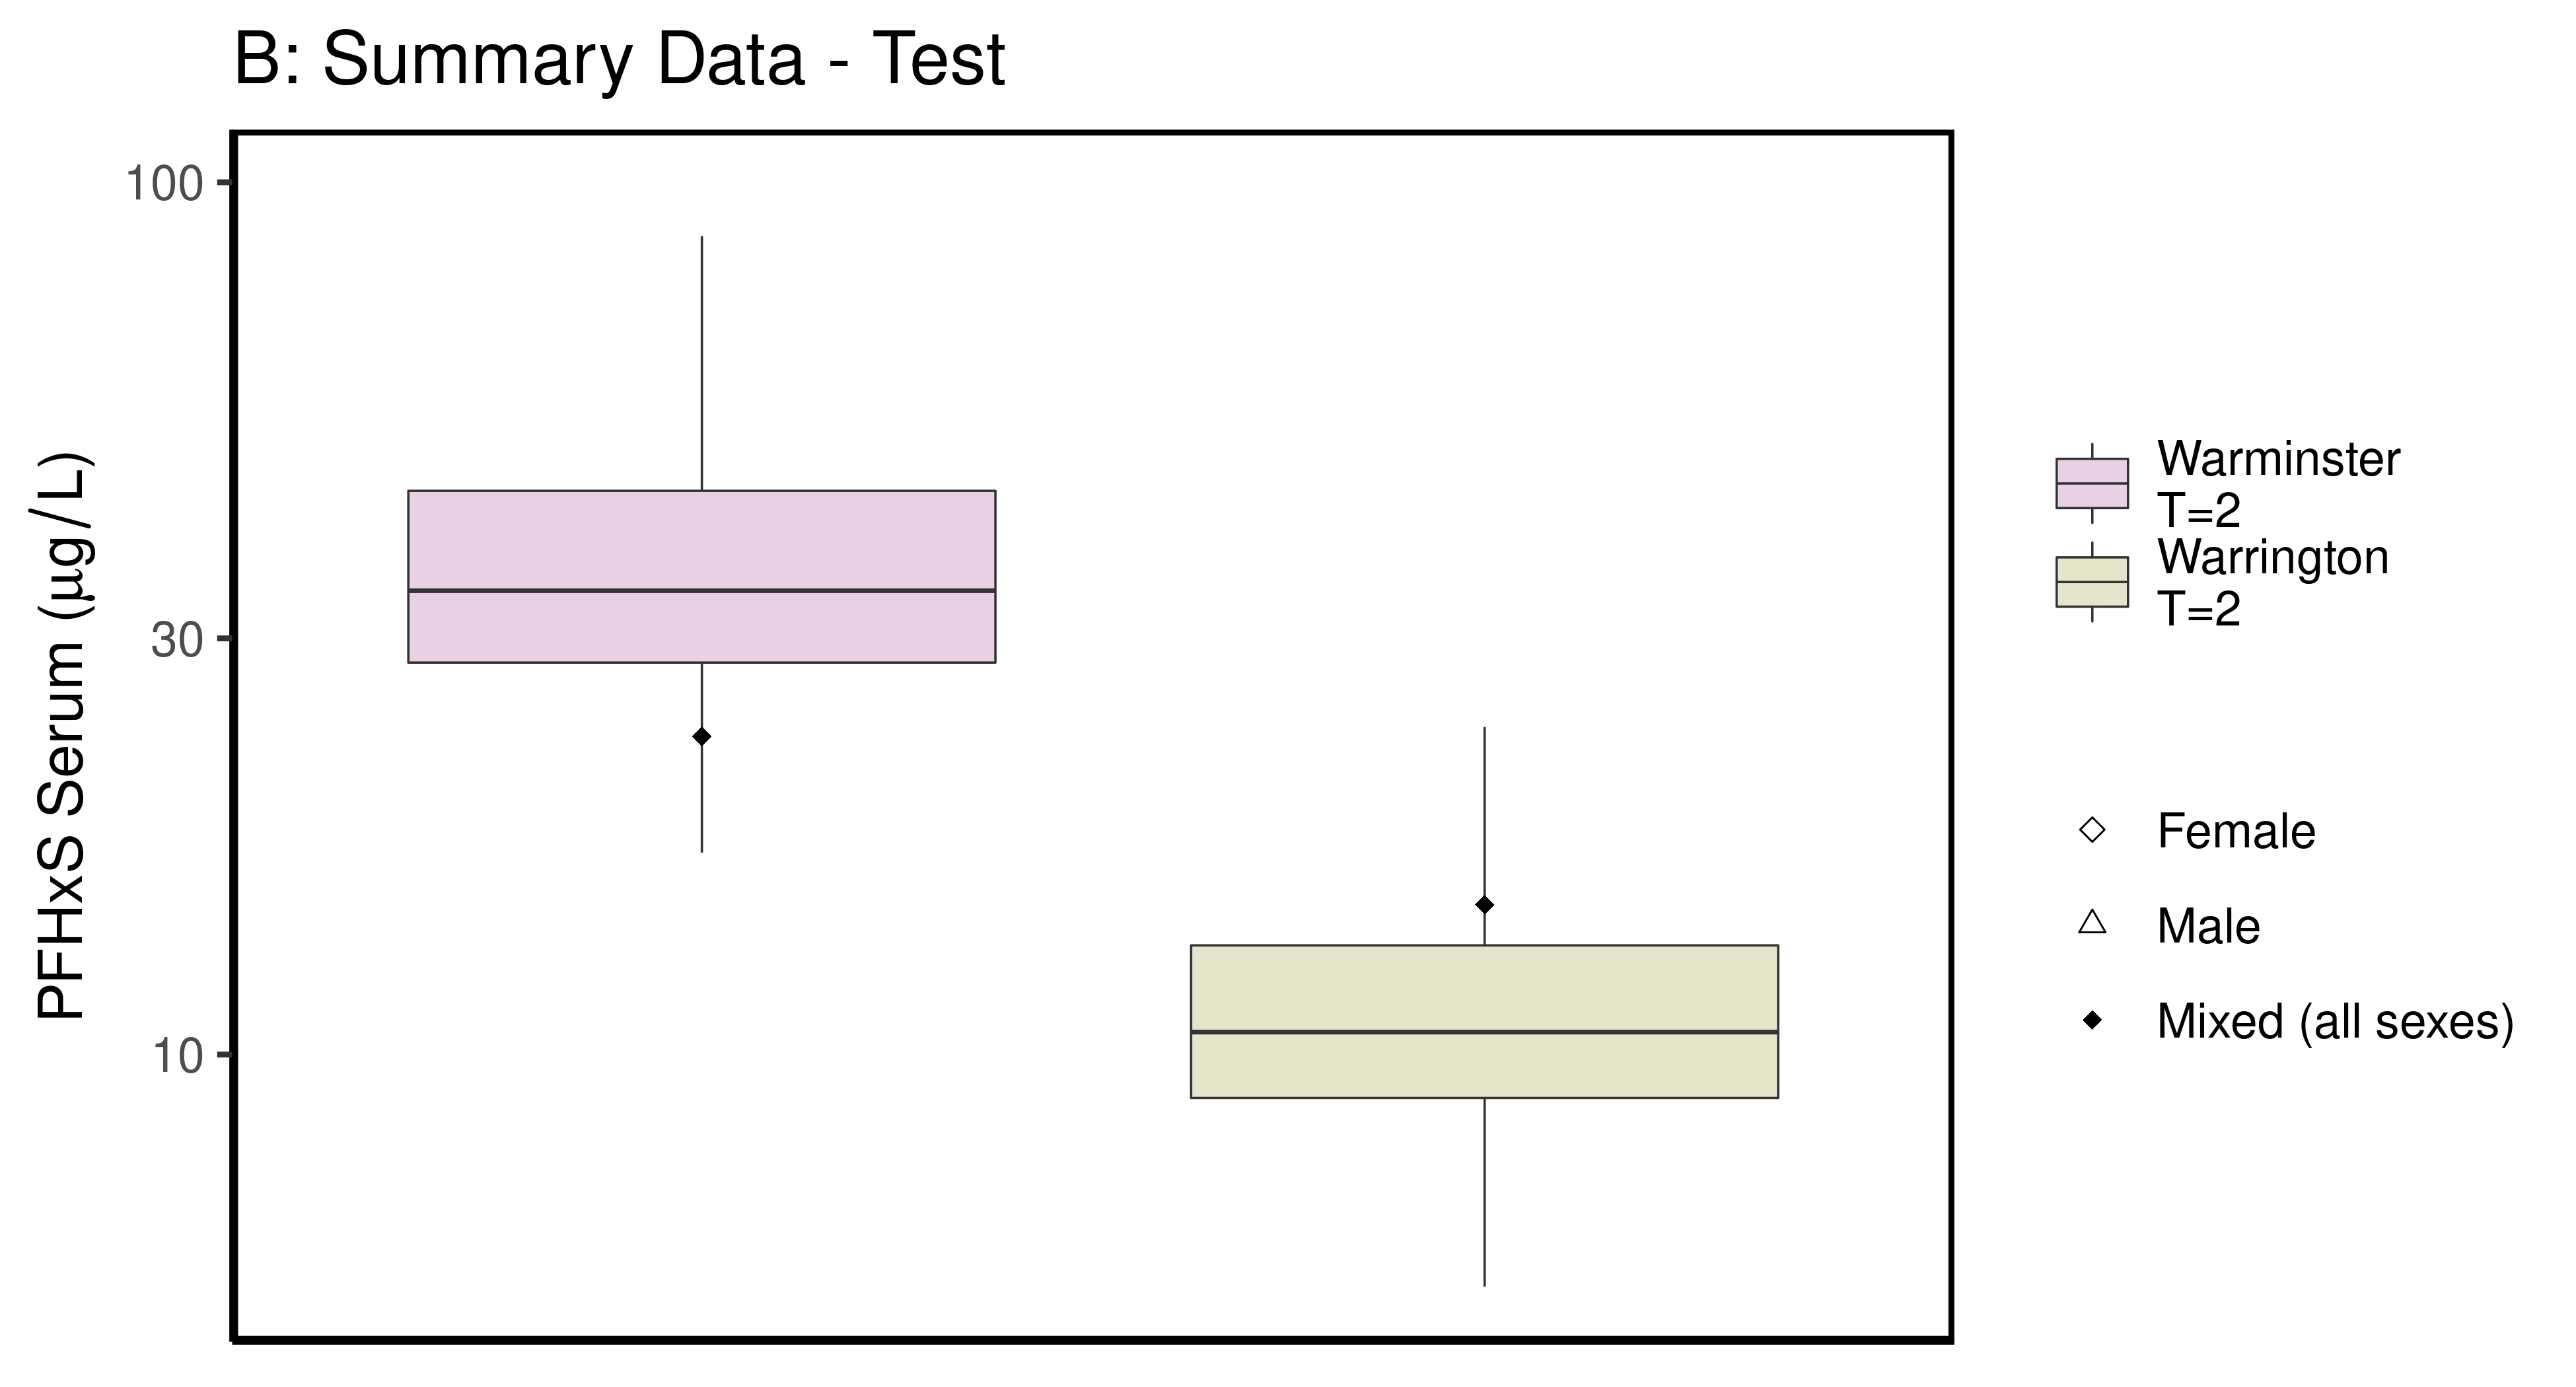 B: Summary Data - Test
PFHxS Serum (μg/L)
100
30
10
Warminster
T=2
Warrington
T=2
Female
Male
Mixed (all sexes)